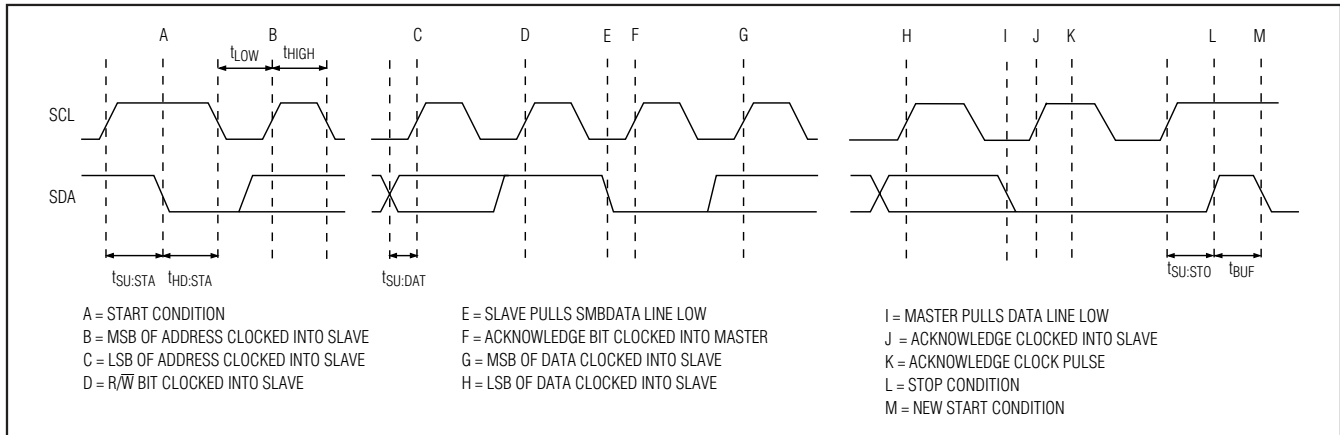 A B C D E F G H I J K L M
tLOW tHIGH
SCL
SDA
tSU:STA tHD:STA tSU:DAT tSU:STO tBUF
A = START CONDITION
B = MSB OF ADDRESS CLOCKED INTO SLAVE
C = LSB OF ADDRESS CLOCKED INTO SLAVE
D = R/W̅ BIT CLOCKED INTO SLAVE
E = SLAVE PULLS SMBDATA LINE LOW
F = ACKNOWLEDGE BIT CLOCKED INTO MASTER
G = MSB OF DATA CLOCKED INTO SLAVE
H = LSB OF DATA CLOCKED INTO SLAVE
I = MASTER PULLS DATA LINE LOW
J = ACKNOWLEDGE CLOCKED INTO SLAVE
K = ACKNOWLEDGE CLOCK PULSE
L = STOP CONDITION
M = NEW START CONDITION